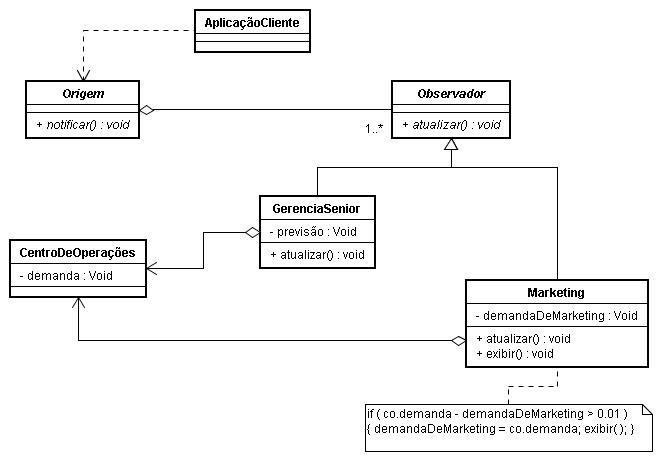 AplicaçãoCliente
Origem
+ notificar() : void
Observador
+ atualizar() : void
1..*
GerenciaSenior
- previsão : Void
+ atualizar() : void
CentroDeOperações
- demanda : Void
Marketing
- demandaDeMarketing : Void
+ atualizar() : void
+ exibir() : void
if ( co.demanda - demandaDeMarketing > 0.01 )
{ demandaDeMarketing = co.demanda; exibir( ); }